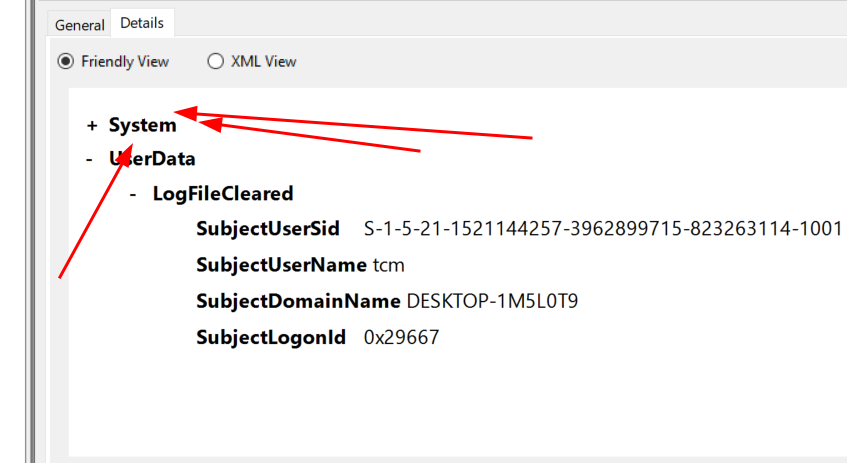 General Details
Friendly View XML View
+ System
- UserData
- LogFileCleared
SubjectUserSid S-1-5-21-1521144257-3962899715-823263114-1001
SubjectUserName tcm
SubjectDomainName DESKTOP-1M5L0T9
SubjectLogonId 0x29667